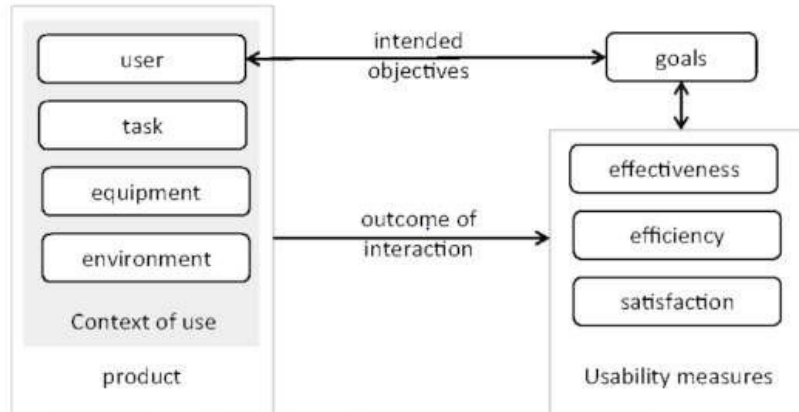 user
intended
objectives
goals
task
equipment
environment
Context of use
product
outcome of
interaction
effectiveness
efficiency
satisfaction
Usability measures